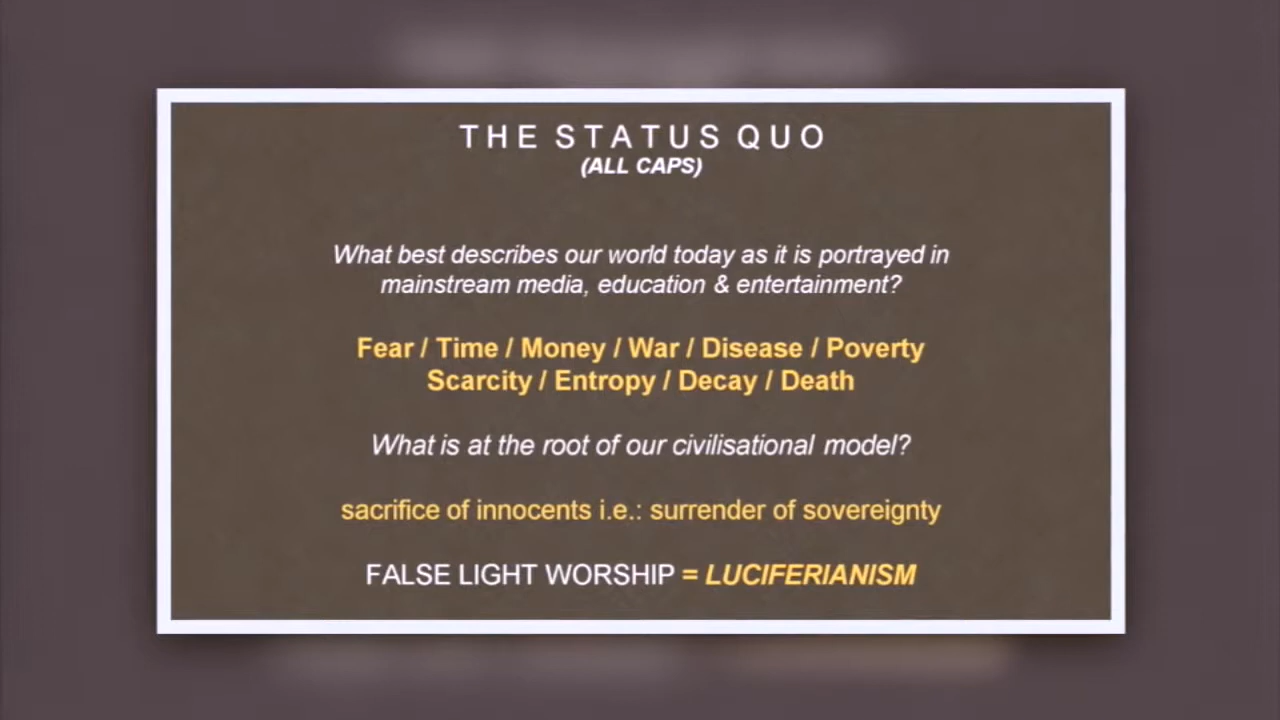 THE STATUS QUO
(ALL CAPS)
What best describes our world today as it is portrayed in
mainstream media, education & entertainment?
Fear / Time / Money / War / Disease / Poverty
Scarcity / Entropy / Decay / Death
What is at the root of our civilisational model?
sacrifice of innocents i.e.: surrender of sovereignty
FALSE LIGHT WORSHIP = LUCIFERIANISM